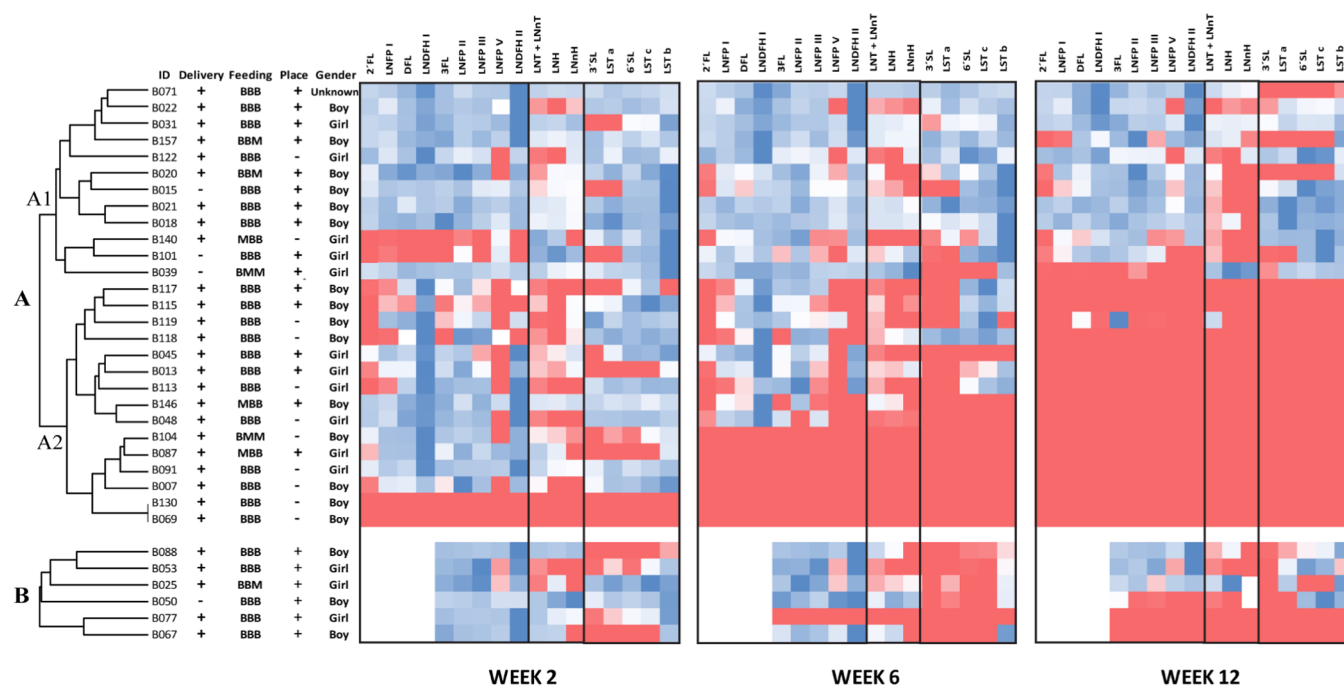 2´FL LNFP I DFL LNDFH I 3FL LNFP II LNFP III LNFP V LNDFH II LNT + LNnT LNH LNnH 3´SL LST a 6´SL LST c LST b
2´FL LNFP I DFL LNDFH I 3FL LNFP II LNFP III LNFP V LNDFH II LNT + LNnT LNH LNnH 3´SL LST a 6´SL LST c LST b
2´FL LNFP I DFL LNDFH I 3FL LNFP II LNFP III LNFP V LNDFH II LNT + LNnT LNH LNnH 3´SL LST a 6´SL LST c LST b
ID Delivery Feeding Place Gender
B071 + BBB + Unknown
B022 + BBB + Boy
B031 + BBB + Girl
B157 + BBM + Boy
B122 + BBB - Girl
B020 + BBM + Boy
B015 - BBB + Boy
A1
B021 + BBB + Boy
B018 + BBB + Boy
B140 + MBB - Girl
B101 - BBB + Girl
B039 - BMM + Girl
A
B117 + BBB + Boy
B115 + BBB + Boy
B119 + BBB - Boy
B118 + BBB - Boy
B045 + BBB + Girl
B013 + BBB + Girl
B113 + BBB - Girl
B146 + MBB + Boy
B048 + BBB - Girl
A2
B104 + BMM - Boy
B087 + MBB + Girl
B091 + BBB - Girl
B007 + BBB - Boy
B130 + BBB - Boy
B069 + BBB - Boy
B088 + BBB + Boy
B053 + BBB + Girl
B025 + BBM + Girl
B
B050 - BBB + Boy
B077 + BBB + Girl
B067 + BBB + Boy
WEEK 2 WEEK 6 WEEK 12